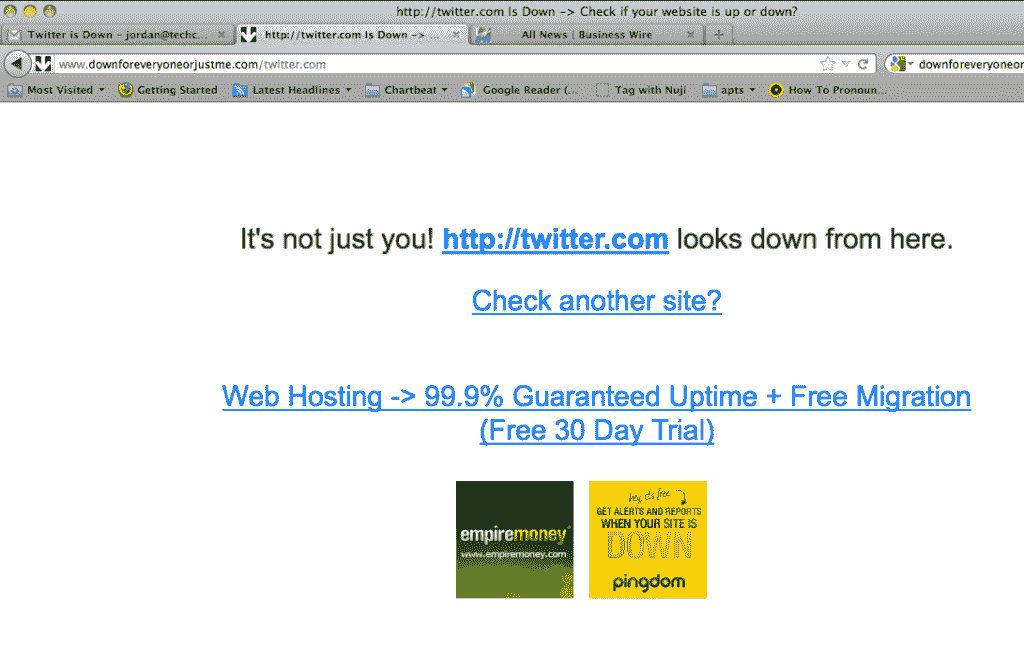 http://twitter.com Is Down -> Check if your website is up or down?
Twitter is Down - jordan@techc... http://twitter.com Is Down -> ... All News | Business Wire
www.downforeveryoneorjustme.com/twitter.com downforeveryoneor
Most Visited Getting Started Latest Headlines Chartbeat Google Reader (... Tag with Nuji apts How To Pronoun...
It's not just you! http://twitter.com looks down from here.
Check another site?
Web Hosting -> 99.9% Guaranteed Uptime + Free Migration
(Free 30 Day Trial)
empiremoney
www.empiremoney.com
hey, it's free
GET ALERTS AND REPORTS
WHEN YOUR SITE IS
DOWN
pingdom